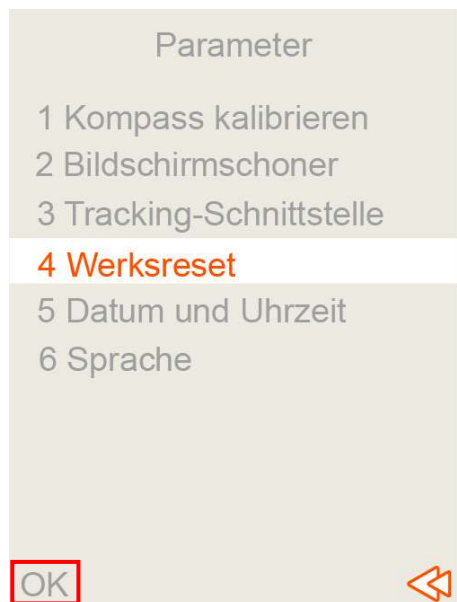 Parameter
1 Kompass kalibrieren
2 Bildschirmschoner
3 Tracking-Schnittstelle
4 Werksreset
5 Datum und Uhrzeit
6 Sprache
OK